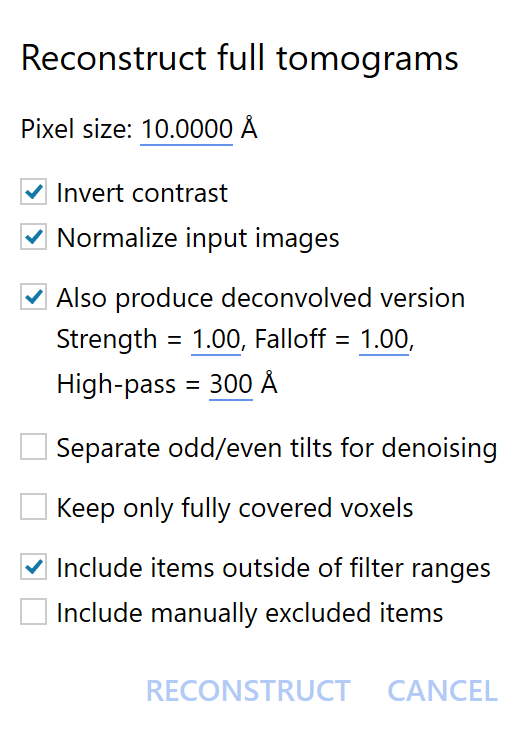 Reconstruct full tomograms
Pixel size: 10.0000 Å
Invert contrast
Normalize input images
Also produce deconvolved version
Strength = 1.00, Falloff = 1.00,
High-pass = 300 Å
Separate odd/even tilts for denoising
Keep only fully covered voxels
Include items outside of filter ranges
Include manually excluded items
RECONSTRUCT CANCEL